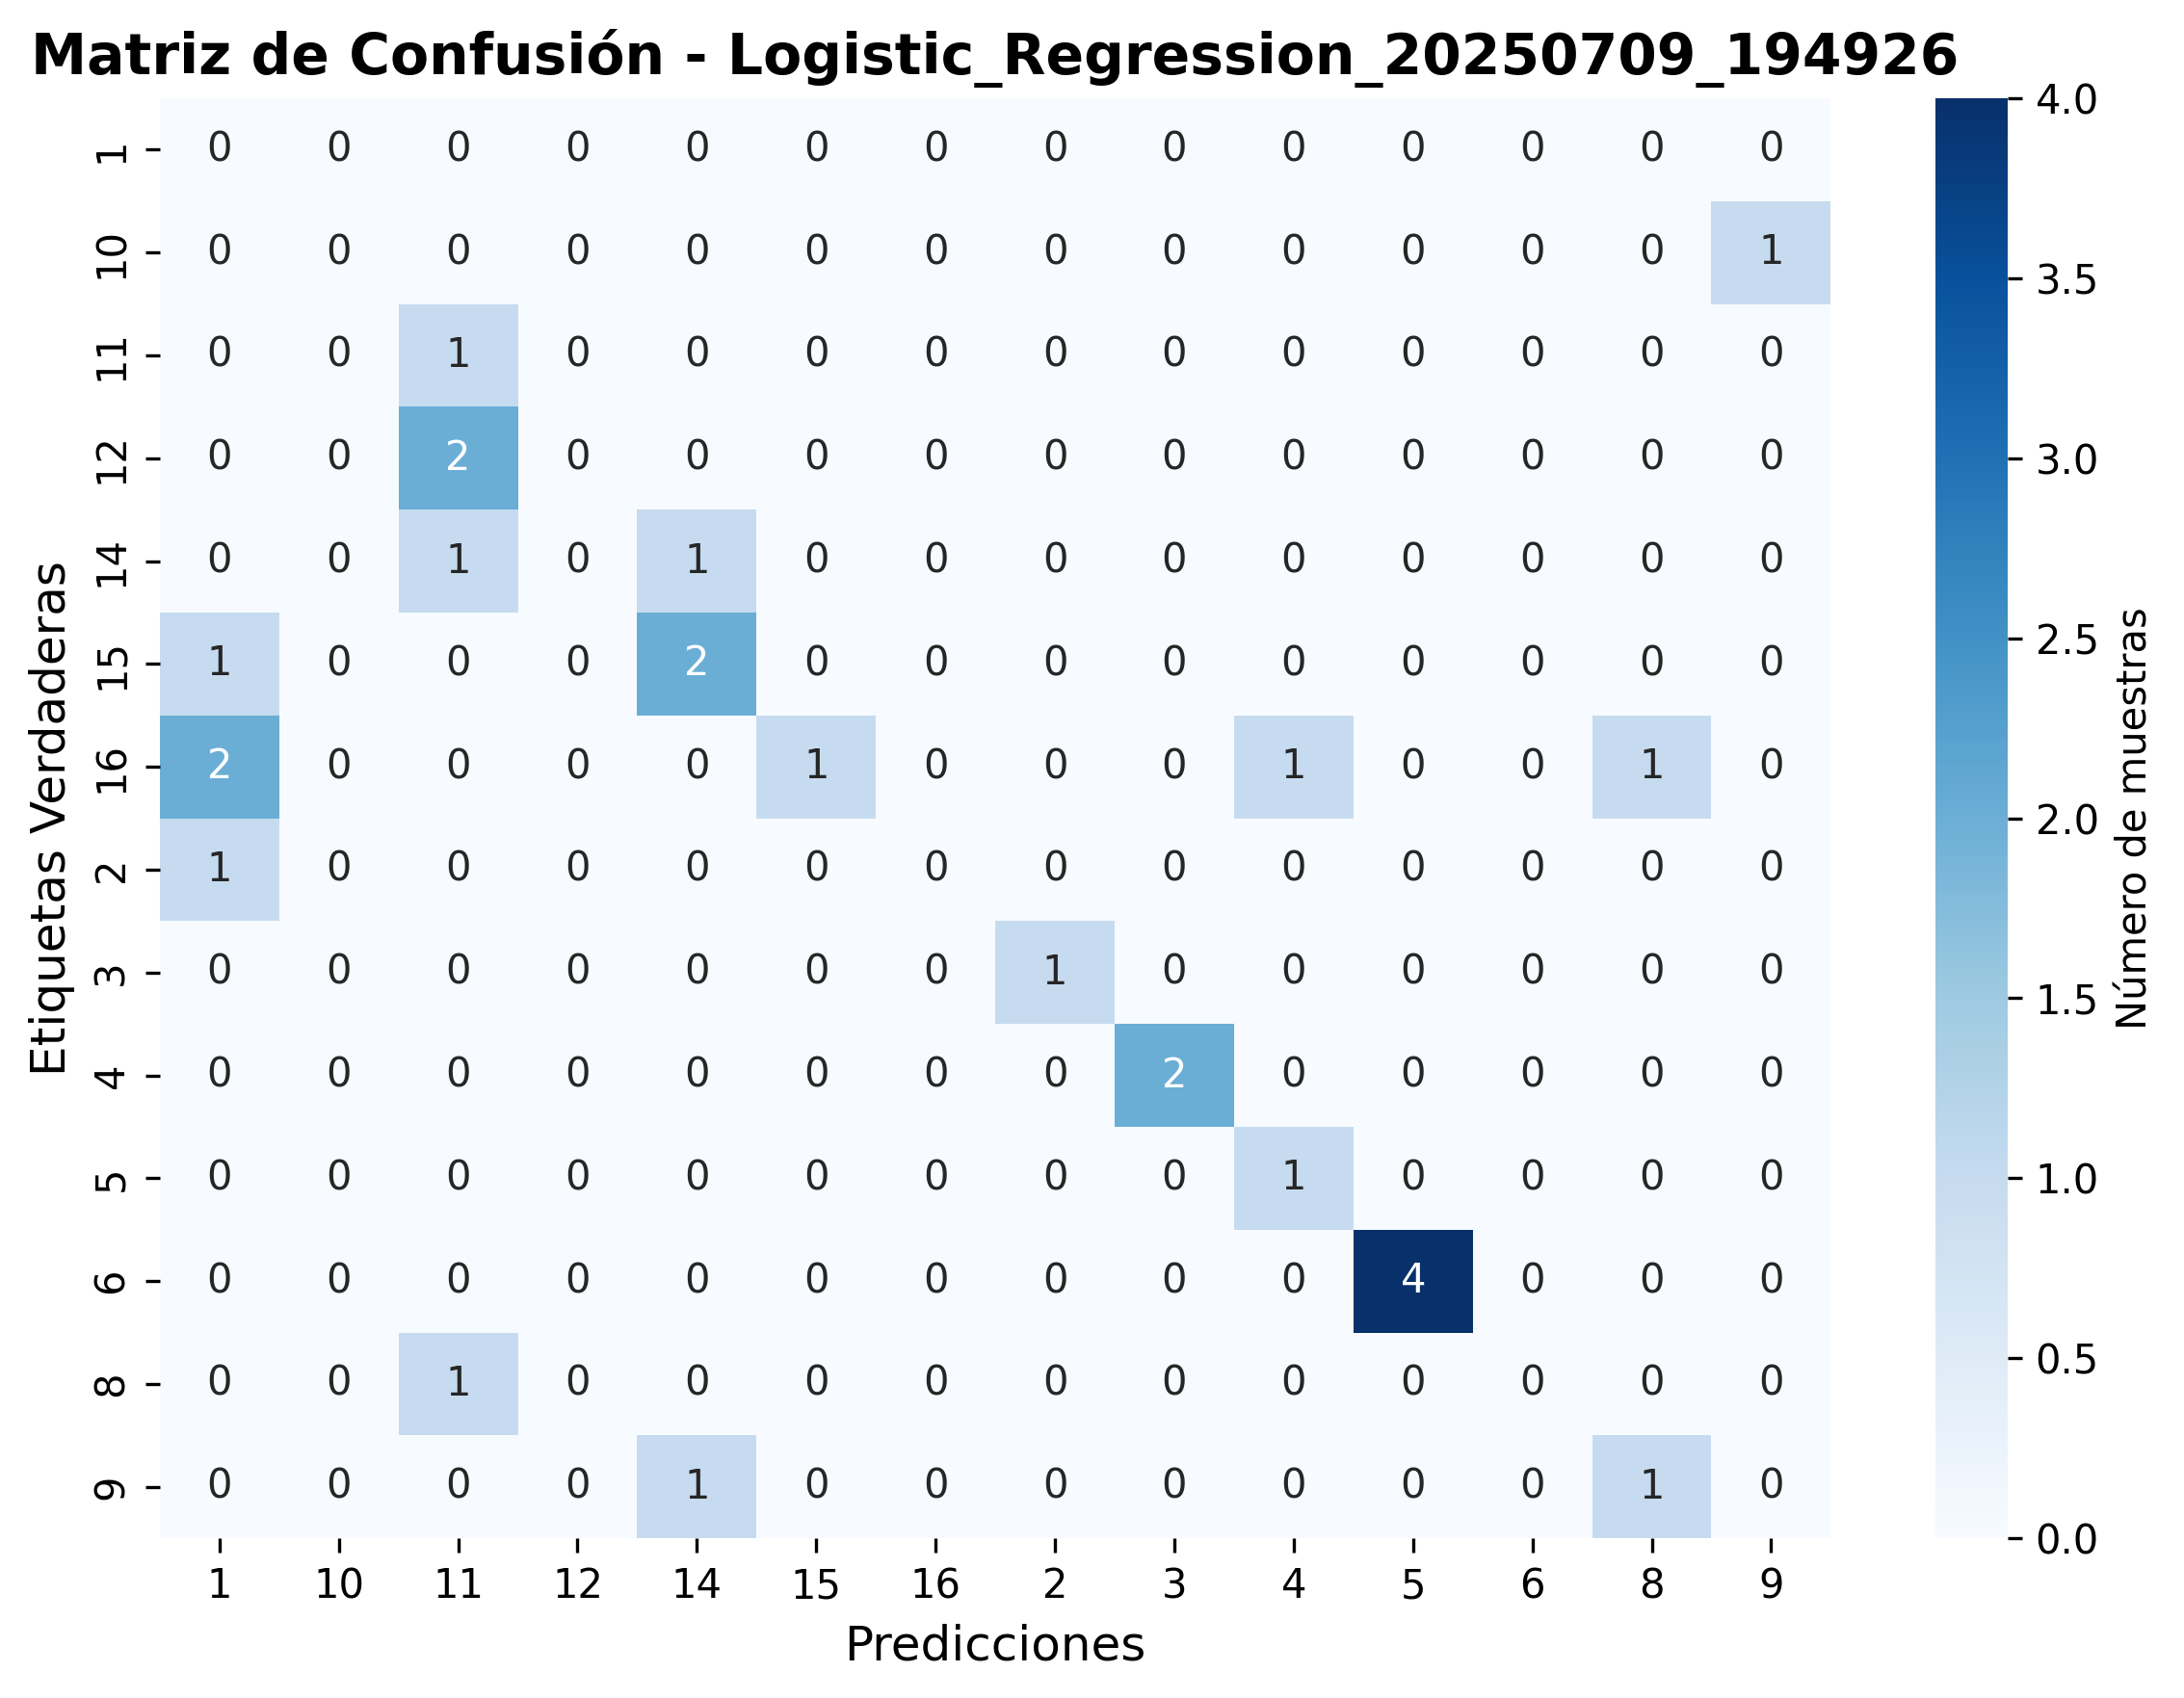 Matriz de Confusión - Logistic_Regression_20250709_194926
Etiquetas Verdaderas
1 0 0 0 0 0 0 0 0 0 0 0 0 0 0
10 0 0 0 0 0 0 0 0 0 0 0 0 0 1
11 0 0 1 0 0 0 0 0 0 0 0 0 0 0
12 0 0 2 0 0 0 0 0 0 0 0 0 0 0
14 0 0 1 0 1 0 0 0 0 0 0 0 0 0
15 1 0 0 0 2 0 0 0 0 0 0 0 0 0
16 2 0 0 0 0 1 0 0 0 1 0 0 1 0
2 1 0 0 0 0 0 0 0 0 0 0 0 0 0
3 0 0 0 0 0 0 0 1 0 0 0 0 0 0
4 0 0 0 0 0 0 0 0 2 0 0 0 0 0
5 0 0 0 0 0 0 0 0 0 1 0 0 0 0
6 0 0 0 0 0 0 0 0 0 0 4 0 0 0
8 0 0 1 0 0 0 0 0 0 0 0 0 0 0
9 0 0 0 0 1 0 0 0 0 0 0 0 1 0
1 10 11 12 14 15 16 2 3 4 5 6 8 9
Predicciones
4.0
3.5
3.0
2.5
2.0
1.5
1.0
0.5
0.0
Número de muestras